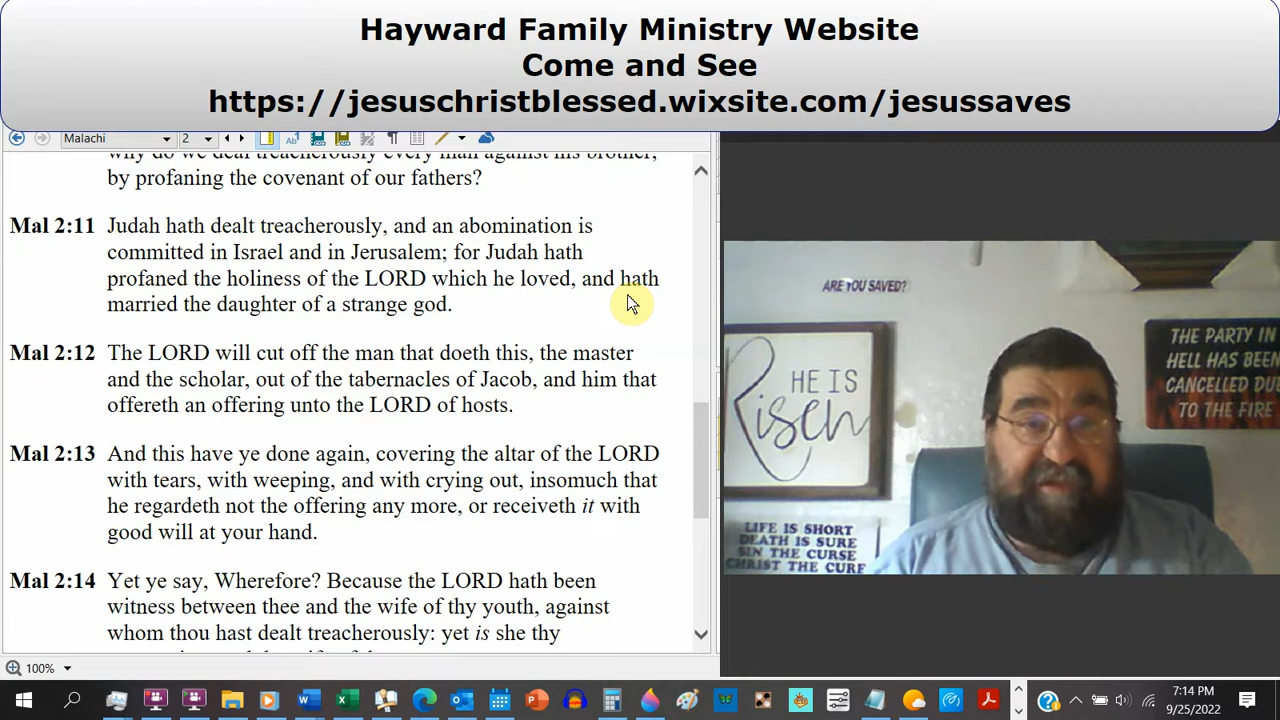 Hayward Family Ministry Website
Come and See
https://jesuschristblessed.wixsite.com/jesussaves
Malachi 2
why do we deal treacherously every man against his brother,
by profaning the covenant of our fathers?
Mal 2:11 Judah hath dealt treacherously, and an abomination is
committed in Israel and in Jerusalem; for Judah hath
profaned the holiness of the LORD which he loved, and hath
married the daughter of a strange god.
Mal 2:12 The LORD will cut off the man that doeth this, the master
and the scholar, out of the tabernacles of Jacob, and him that
offereth an offering unto the LORD of hosts.
Mal 2:13 And this have ye done again, covering the altar of the LORD
with tears, with weeping, and with crying out, insomuch that
he regardeth not the offering any more, or receiveth it with
good will at your hand.
Mal 2:14 Yet ye say, Wherefore? Because the LORD hath been
witness between thee and the wife of thy youth, against
whom thou hast dealt treacherously: yet is she thy
100%
ARE YOU SAVED?
HE IS
Risen
THE PARTY IN
HELL HAS BEEN
CANCELLED DUE
TO THE FIRE
LIFE IS SHORT
DEATH IS SURE
SIN THE CURSE
CHRIST THE CURE
7:14 PM
9/25/2022